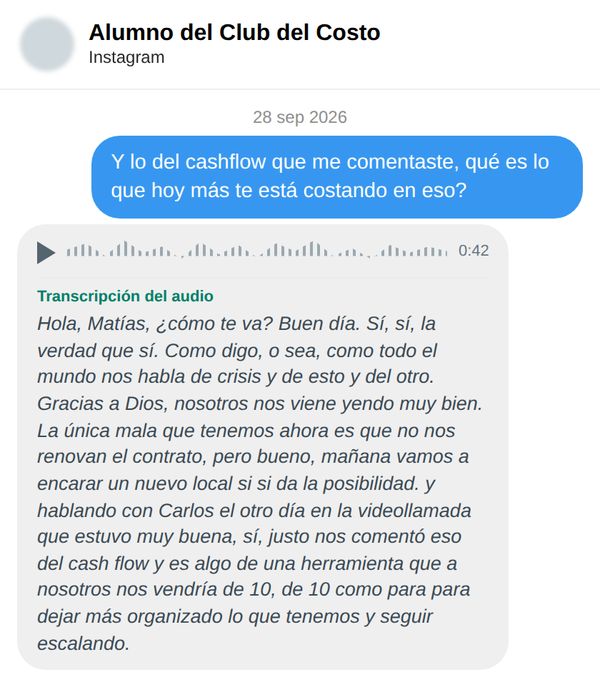 Alumno del Club del Costo
Instagram
28 sep 2026
Y lo del cashflow que me comentaste, qué es lo
que hoy más te está costando en eso?
0:42
Transcripción del audio
Hola, Matías, ¿cómo te va? Buen día. Sí, sí, la
verdad que sí. Como digo, o sea, como todo el
mundo nos habla de crisis y de esto y del otro.
Gracias a Dios, nosotros nos viene yendo muy bien.
La única mala que tenemos ahora es que no nos
renovan el contrato, pero bueno, mañana vamos a
encarar un nuevo local si si da la posibilidad. y
hablando con Carlos el otro día en la videollamada
que estuvo muy buena, sí, justo nos comentó eso
del cash flow y es algo de una herramienta que a
nosotros nos vendría de 10, de 10 como para para
dejar más organizado lo que tenemos y seguir
escalando.